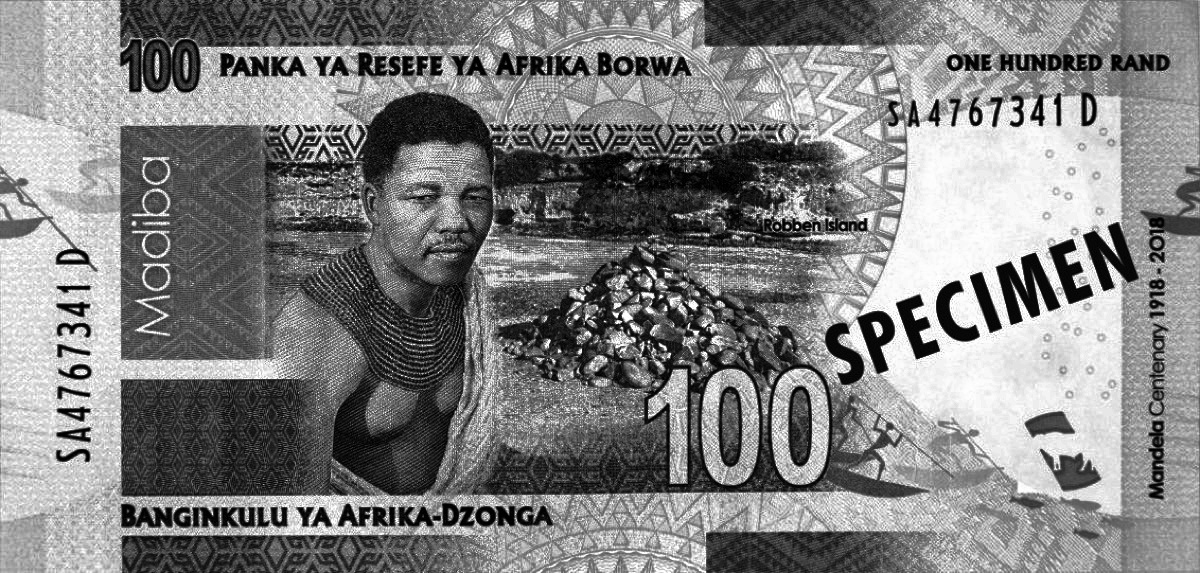 100 PANKA YA RESEFE YA AFRIKA BORWA
ONE HUNDRED RAND
SA4767341 D
Madiba
Robben Island
SA4767341 D
SPECIMEN
Mandela Centenary 1918 - 2018
100
BANGINKULU YA AFRIKA-DZONGA